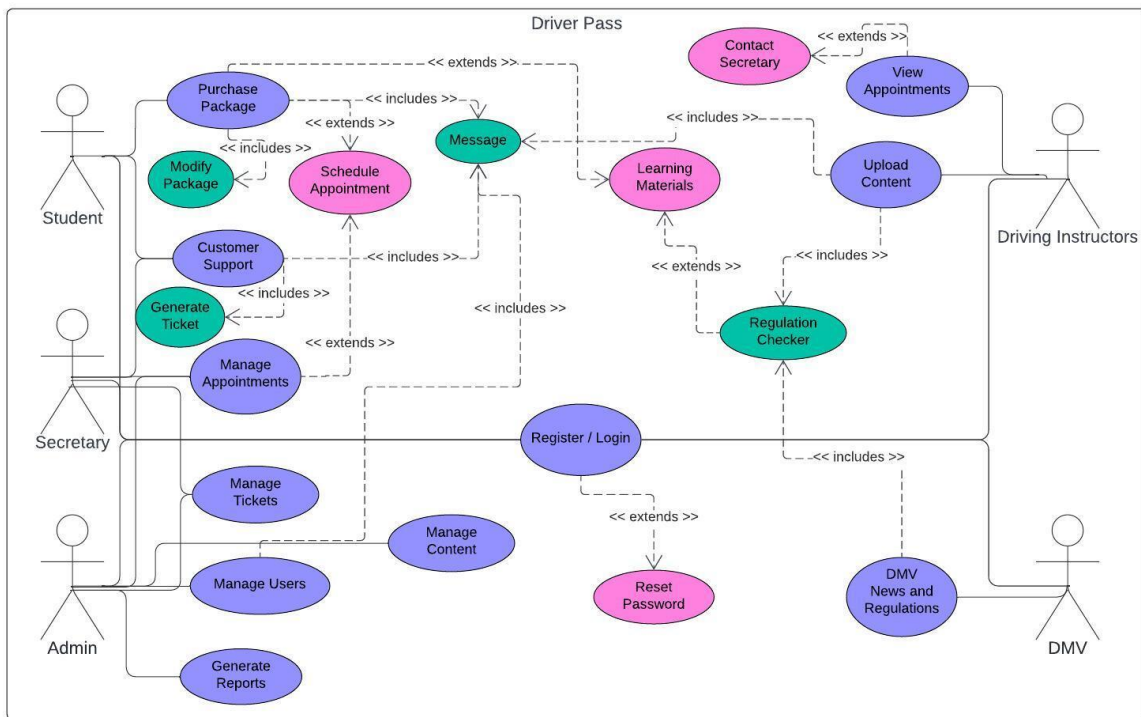 Driver Pass
<< extends >>
Contact
Secretary
<< extends >>
View
Appointments
Purchase
Package
<< includes >>
<< extends >>
<< includes >>
Message
<< includes >>
Modify
Package
Schedule
Appointment
Learning
Materials
Upload
Content
Student
Driving Instructors
Customer
Support
<< includes >>
<< includes >>
<< extends >>
<< includes >>
Generate
Ticket
<< includes >>
Regulation
Checker
<< extends >>
Manage
Appointments
Secretary
Register / Login
<< includes >>
Manage
Tickets
<< extends >>
Manage
Content
Manage Users
Reset
Password
DMV
News and
Regulations
Admin
DMV
Generate
Reports